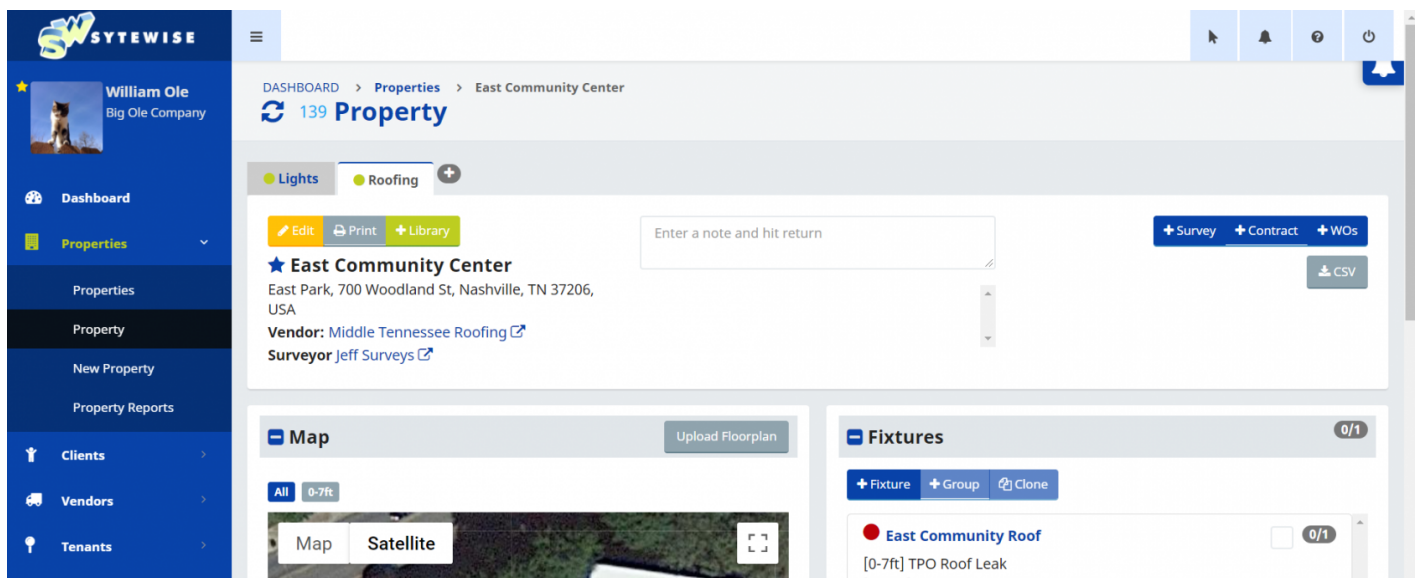 SW SYTEWISE
William Ole
Big Ole Company
Dashboard
Properties
Properties
Property
New Property
Property Reports
Clients
Vendors
Tenants
DASHBOARD > Properties > East Community Center
139 Property
Lights
Roofing
Edit Print + Library
East Community Center
East Park, 700 Woodland St, Nashville, TN 37206,
USA
Vendor: Middle Tennessee Roofing
Surveyor Jeff Surveys
Enter a note and hit return
+ Survey + Contract + WOs
CSV
Map
Upload Floorplan
All 0-7ft
Map Satellite
Fixtures
0/1
+ Fixture + Group Clone
East Community Roof
0/1
[0-7ft] TPO Roof Leak